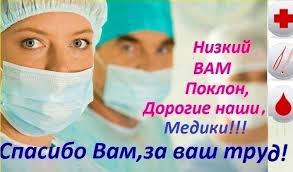 Низкий
ВАМ
Поклон,
Дорогие наши,
Медики!!!
Спасибо Вам,за ваш труд!